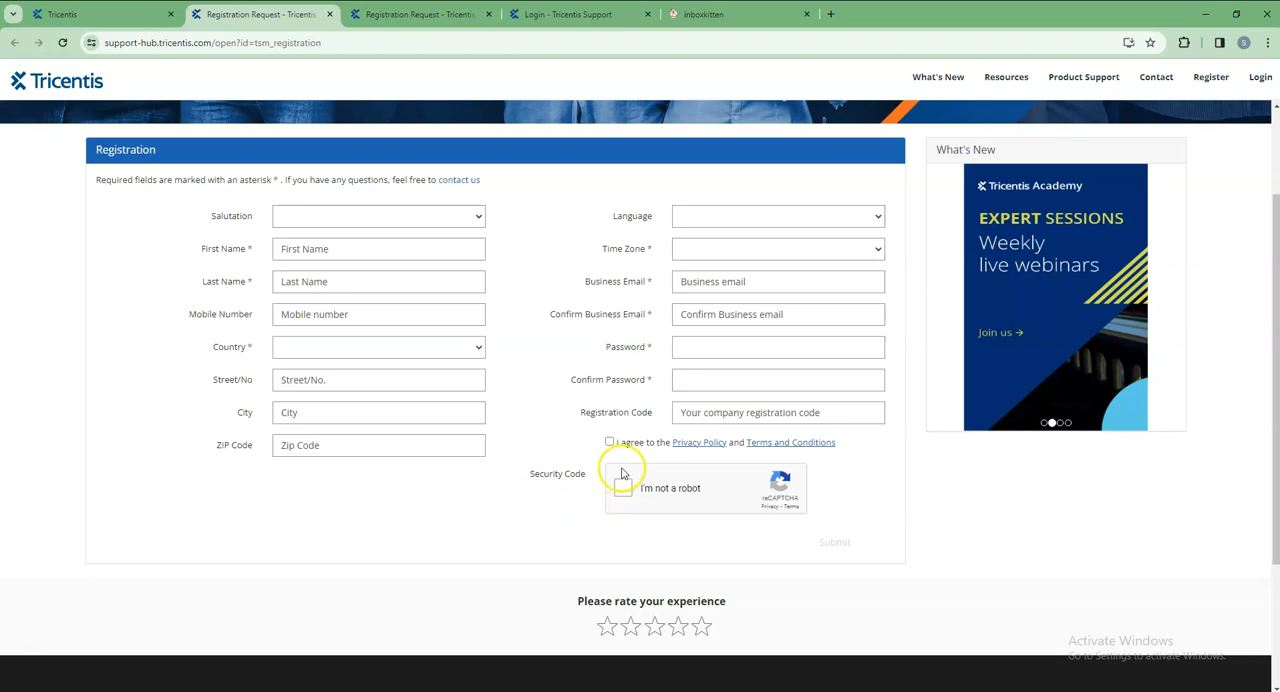 Tricentis
Registration Request - Tricentis
Registration Request - Tricentis
Login - Tricentis Support
inboxkitten
support-hub.tricentis.com/open?id=tsm_registration
S
Tricentis
What's New
Resources
Product Support
Contact
Register
Login
Registration
Required fields are marked with an asterisk * . If you have any questions, feel free to contact us
Salutation
First Name * First Name
Last Name * Last Name
Mobile Number Mobile number
Country *
Street/No Street/No.
City City
ZIP Code Zip Code
Language
Time Zone *
Business Email * Business email
Confirm Business Email * Confirm Business email
Password *
Confirm Password *
Registration Code Your company registration code
I agree to the Privacy Policy and Terms and Conditions
Security Code
I'm not a robot
reCAPTCHA
Privacy - Terms
Submit
What's New
Tricentis Academy
EXPERT SESSIONS
Weekly
live webinars
Join us →
Please rate your experience
Activate Windows
Go to Settings to activate Windows.